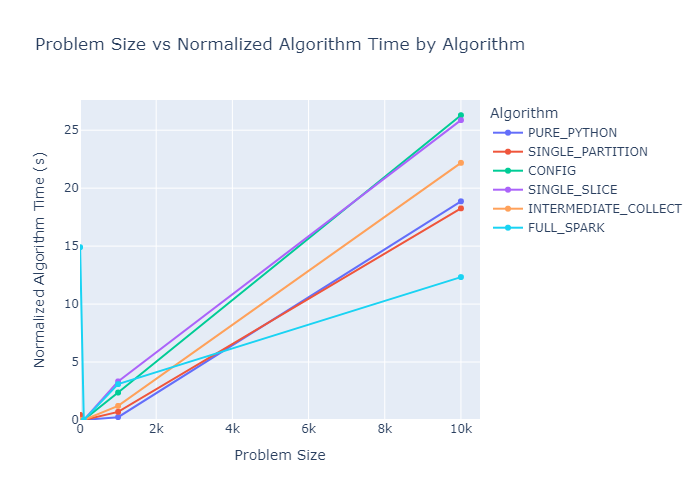 Problem Size vs Normalized Algorithm Time by Algorithm
Normalized Algorithm Time (s)
25
20
15
10
5
0
0 2k 4k 6k 8k 10k
Problem Size
Algorithm
PURE_PYTHON
SINGLE_PARTITION
CONFIG
SINGLE_SLICE
INTERMEDIATE_COLLECT
FULL_SPARK